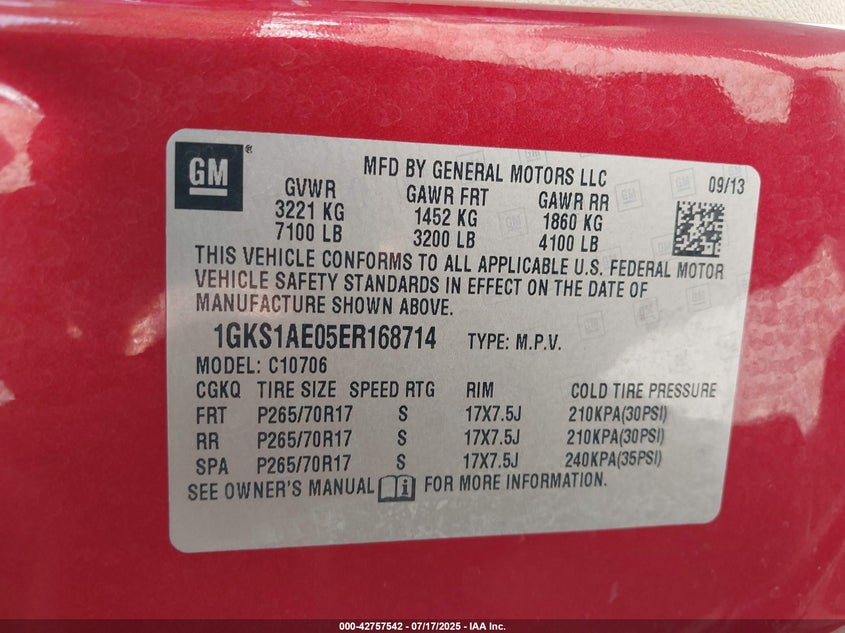 GM
MFD BY GENERAL MOTORS LLC
09/13
GVWR GAWR FRT GAWR RR
3221 KG 1452 KG 1860 KG
7100 LB 3200 LB 4100 LB
THIS VEHICLE CONFORMS TO ALL APPLICABLE U.S. FEDERAL MOTOR
VEHICLE SAFETY STANDARDS IN EFFECT ON THE DATE OF
MANUFACTURE SHOWN ABOVE.
1GKS1AE05ER168714 TYPE: M.P.V.
MODEL: C10706
CGKQ TIRE SIZE SPEED RTG RIM COLD TIRE PRESSURE
FRT P265/70R17 S 17X7.5J 210KPA(30PSI)
RR P265/70R17 S 17X7.5J 210KPA(30PSI)
SPA P265/70R17 S 17X7.5J 240KPA(35PSI)
SEE OWNER'S MANUAL i FOR MORE INFORMATION.
000-42757542 - 07/17/2025 - IAA Inc.